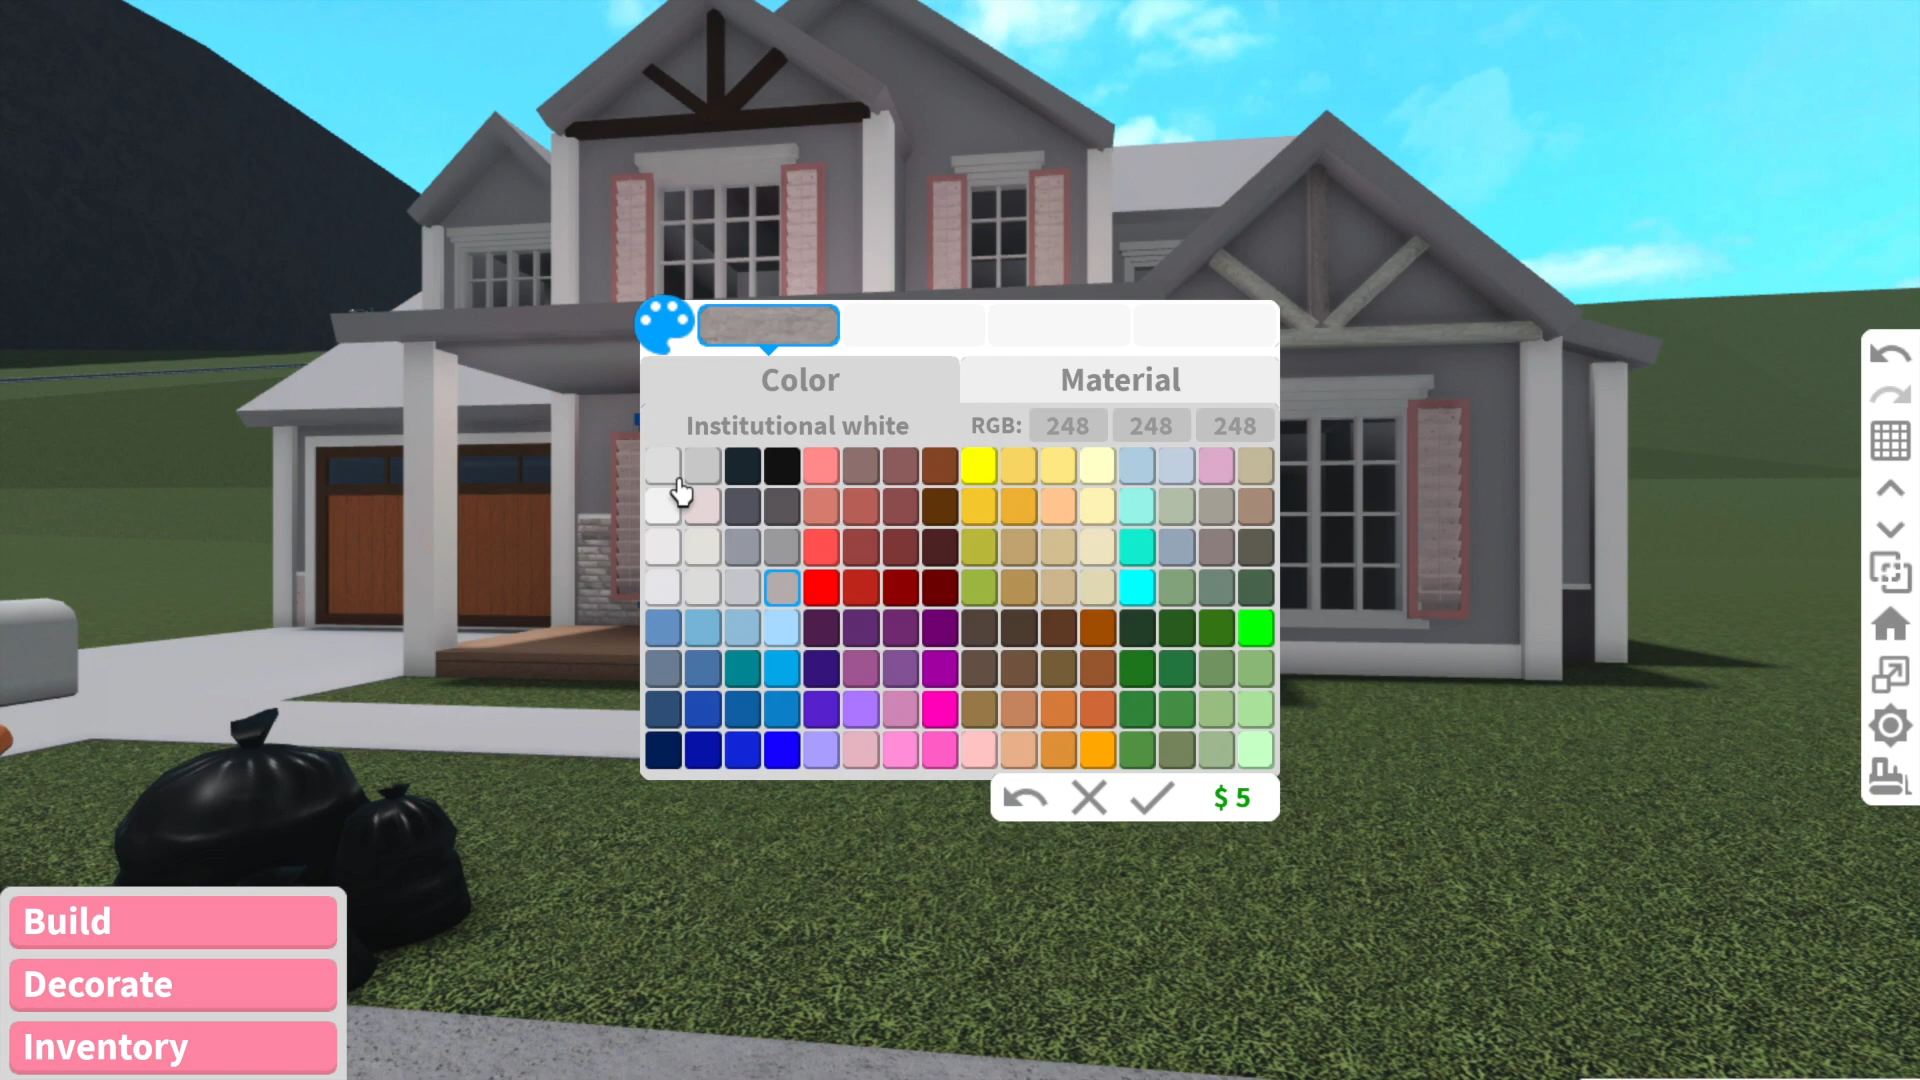 Color
Material
Institutional white
RGB: 248 248 248
$ 5
Build
Decorate
Inventory